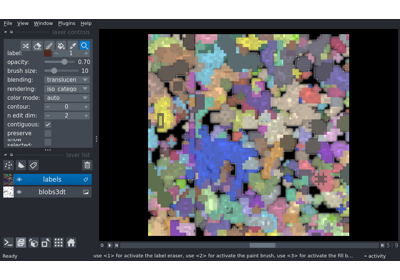 File View Window Plugins Help
layer controls
label: 1
opacity: 0.70
brush size: 10
blending: translucen
rendering: iso_catego
color mode: auto
contour: 0
n edit dim: 2
contiguous:
preserve
selected:
layer list
labels
blobs3dt
Ready
use <1> for activate the label eraser, use <2> for activate the paint brush, use <3> for activate the fill b...
activity